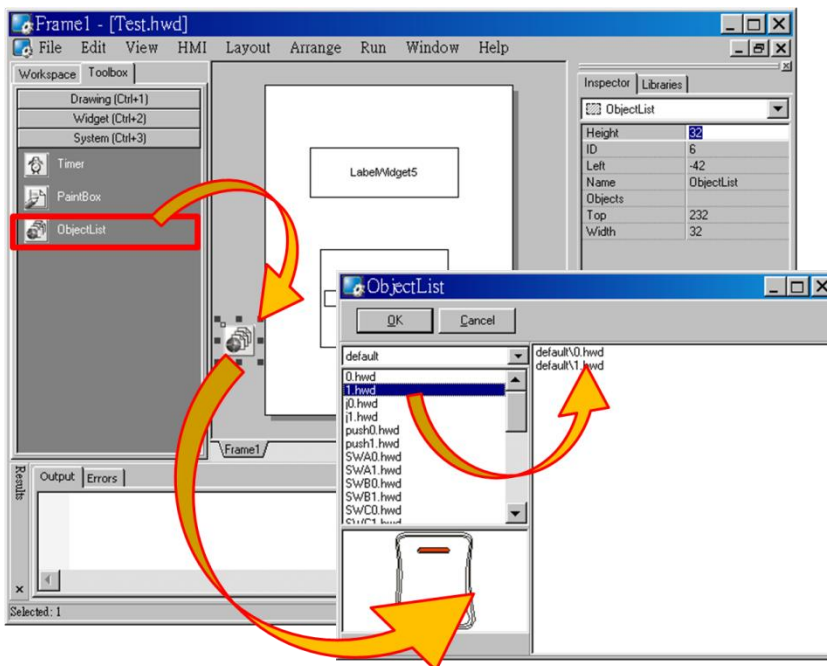 Frame1 - [Test.hwd]
File Edit View HMI Layout Arrange Run Window Help
Workspace Toolbox
Drawing (Ctrl+1)
Widget (Ctrl+2)
System (Ctrl+3)
Timer
PaintBox
ObjectList
LabelWidget5
Frame1
Inspector Libraries
ObjectList
Height 32
ID 6
Left -42
Name ObjectList
Objects
Top 232
Width 32
Results
Output Errors
Selected: 1
ObjectList
OK Cancel
default
0.hwd
1.hwd
j0.hwd
j1.hwd
push0.hwd
push1.hwd
SWA0.hwd
SWA1.hwd
SWB0.hwd
SWB1.hwd
SWC0.hwd
SWC1.hwd
default\0.hwd
default\1.hwd